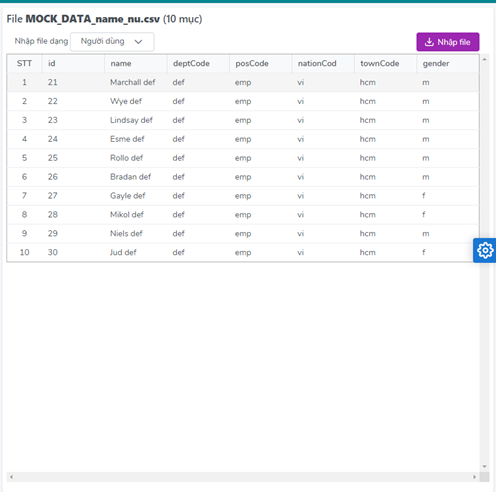 File MOCK_DATA_name_nu.csv (10 mục)
Nhập file dạng Người dùng Nhập file
STT id name deptCode posCode nationCod townCode gender
1 21 Marchall def def emp vi hcm m
2 22 Wye def def emp vi hcm m
3 23 Lindsay def def emp vi hcm m
4 24 Esme def def emp vi hcm m
5 25 Rollo def def emp vi hcm m
6 26 Bradan def def emp vi hcm m
7 27 Gayle def def emp vi hcm f
8 28 Mikol def def emp vi hcm f
9 29 Niels def def emp vi hcm m
10 30 Jud def def emp vi hcm f